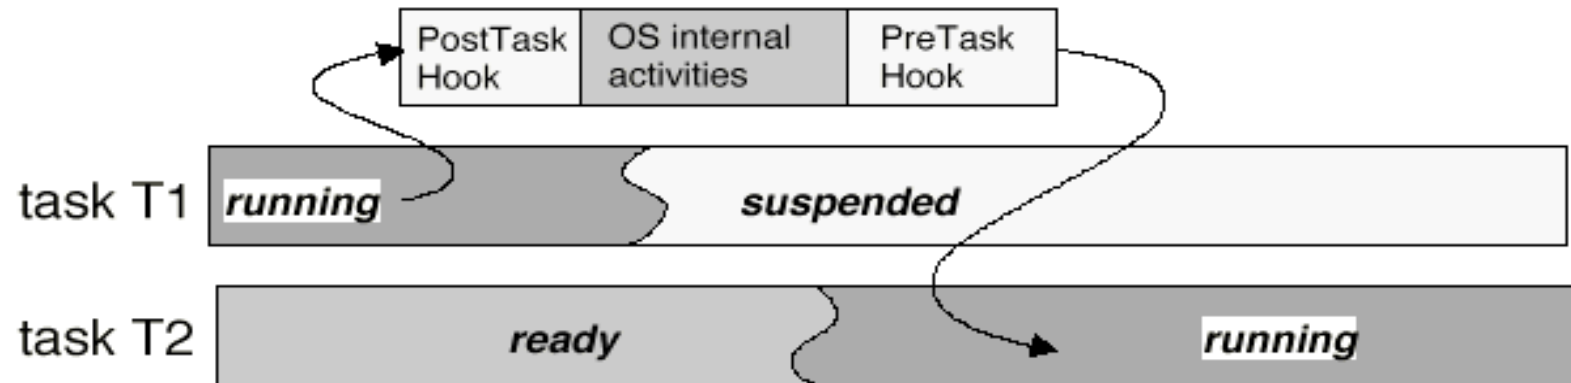 PostTask
Hook
OS internal
activities
PreTask
Hook
task T1
running
suspended
task T2
ready
running